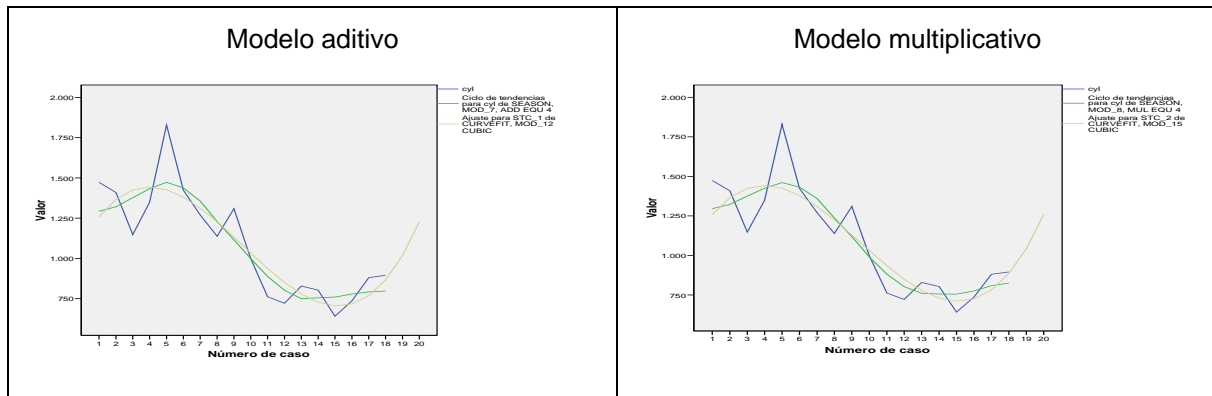 Modelo aditivo
cyl
Ciclo de tendencias
para cyl de SEASON,
MOD_7, ADD EQU 4
Ajuste para STC_1 de
CURVEFIT, MOD_12
CUBIC
2.000
1.750
1.500
1.250
1.000
750
Valor
1 2 3 4 5 6 7 8 9 10 11 12 13 14 15 16 17 18 19 20
Número de caso
Modelo multiplicativo
cyl
Ciclo de tendencias
para cyl de SEASON,
MOD_8, MUL EQU 4
Ajuste para STC_2 de
CURVEFIT, MOD_15
CUBIC
2.000
1.750
1.500
1.250
1.000
750
Valor
1 2 3 4 5 6 7 8 9 10 11 12 13 14 15 16 17 18 19 20
Número de caso